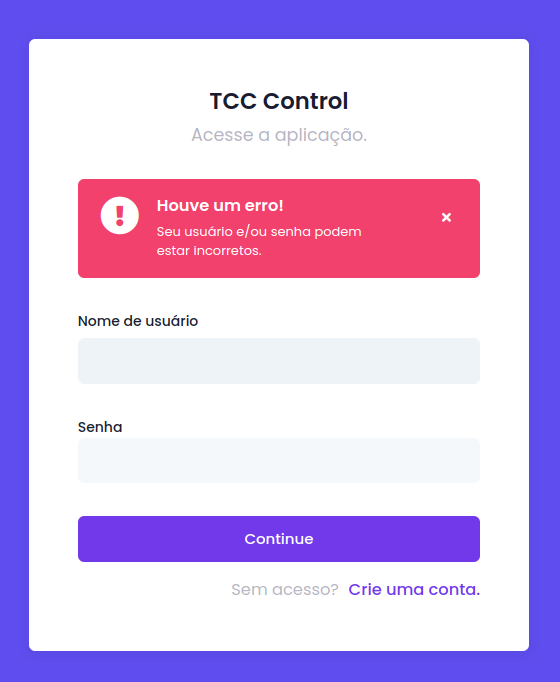 TCC Control
Acesse a aplicação.
Houve um erro!
Seu usuário e/ou senha podem
estar incorretos.
Nome de usuário
Senha
Continue
Sem acesso? Crie uma conta.